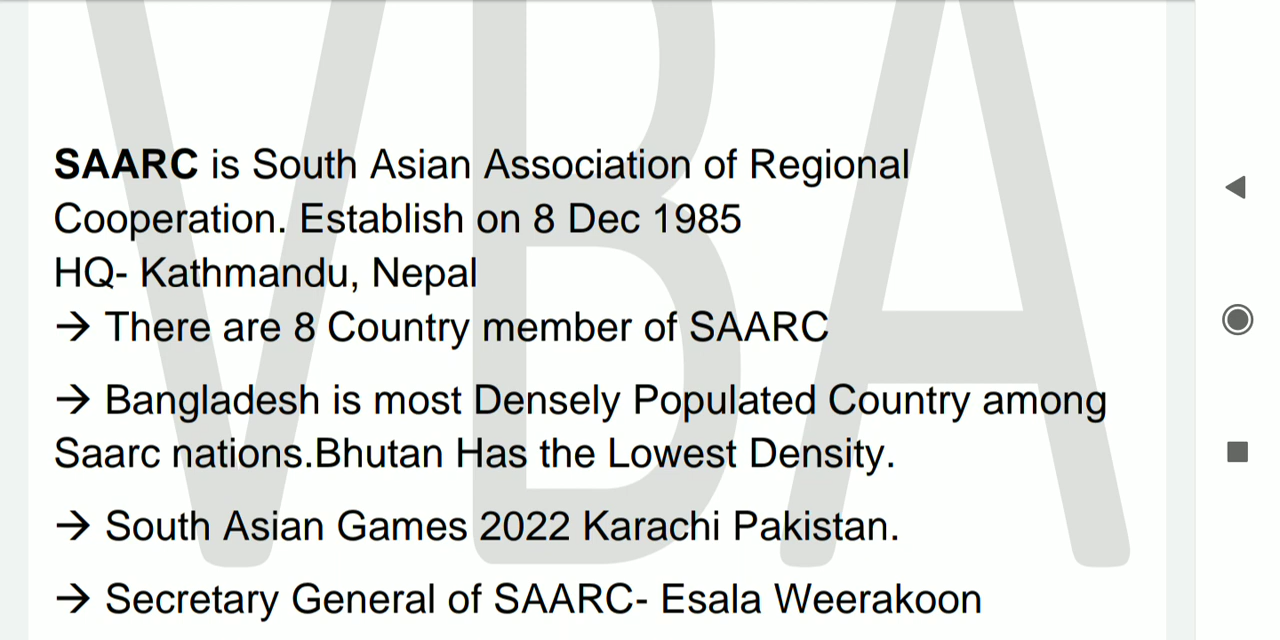 VBA
SAARC is South Asian Association of Regional
Cooperation. Establish on 8 Dec 1985
HQ- Kathmandu, Nepal
→ There are 8 Country member of SAARC
→ Bangladesh is most Densely Populated Country among
Saarc nations.Bhutan Has the Lowest Density.
→ South Asian Games 2022 Karachi Pakistan.
→ Secretary General of SAARC- Esala Weerakoon